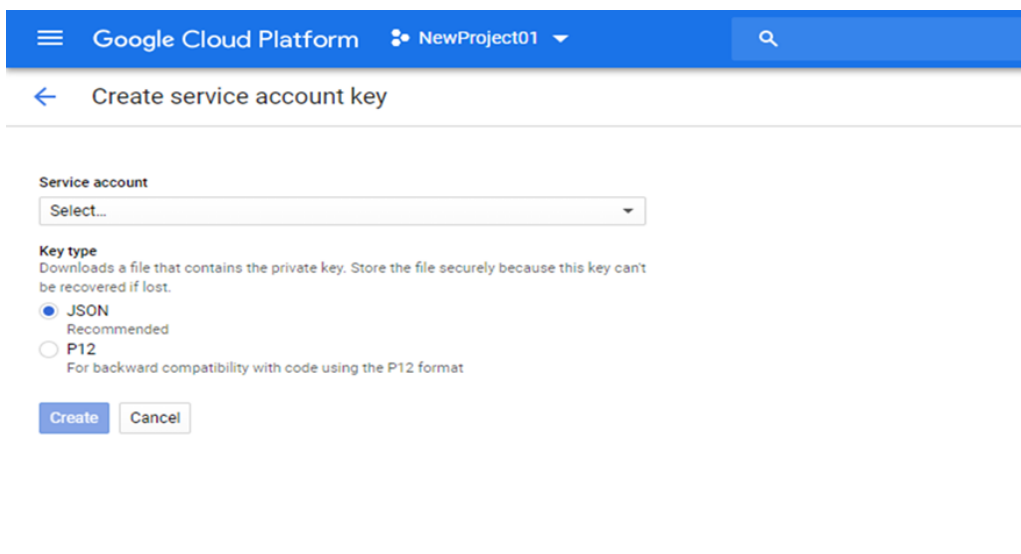 Google Cloud Platform NewProject01
Create service account key
Service account
Select...
Key type
Downloads a file that contains the private key. Store the file securely because this key can't
be recovered if lost.
JSON
Recommended
P12
For backward compatibility with code using the P12 format
Create Cancel